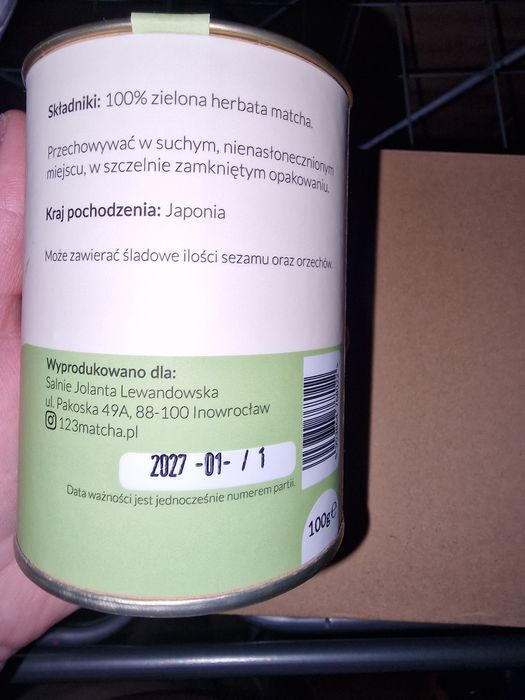 Składniki: 100% zielona herbata matcha.
Przechowywać w suchym, nienasłonecznionym
miejscu, w szczelnie zamkniętym opakowaniu.
Kraj pochodzenia: Japonia
Może zawierać śladowe ilości sezamu oraz orzechów.
Wyprodukowano dla:
Salnie Jolanta Lewandowska
ul. Pakoska 49A, 88-100 Inowrocław
123matcha.pl
2027 -01- / 1
Data ważności jest jednocześnie numerem partii.
100g e